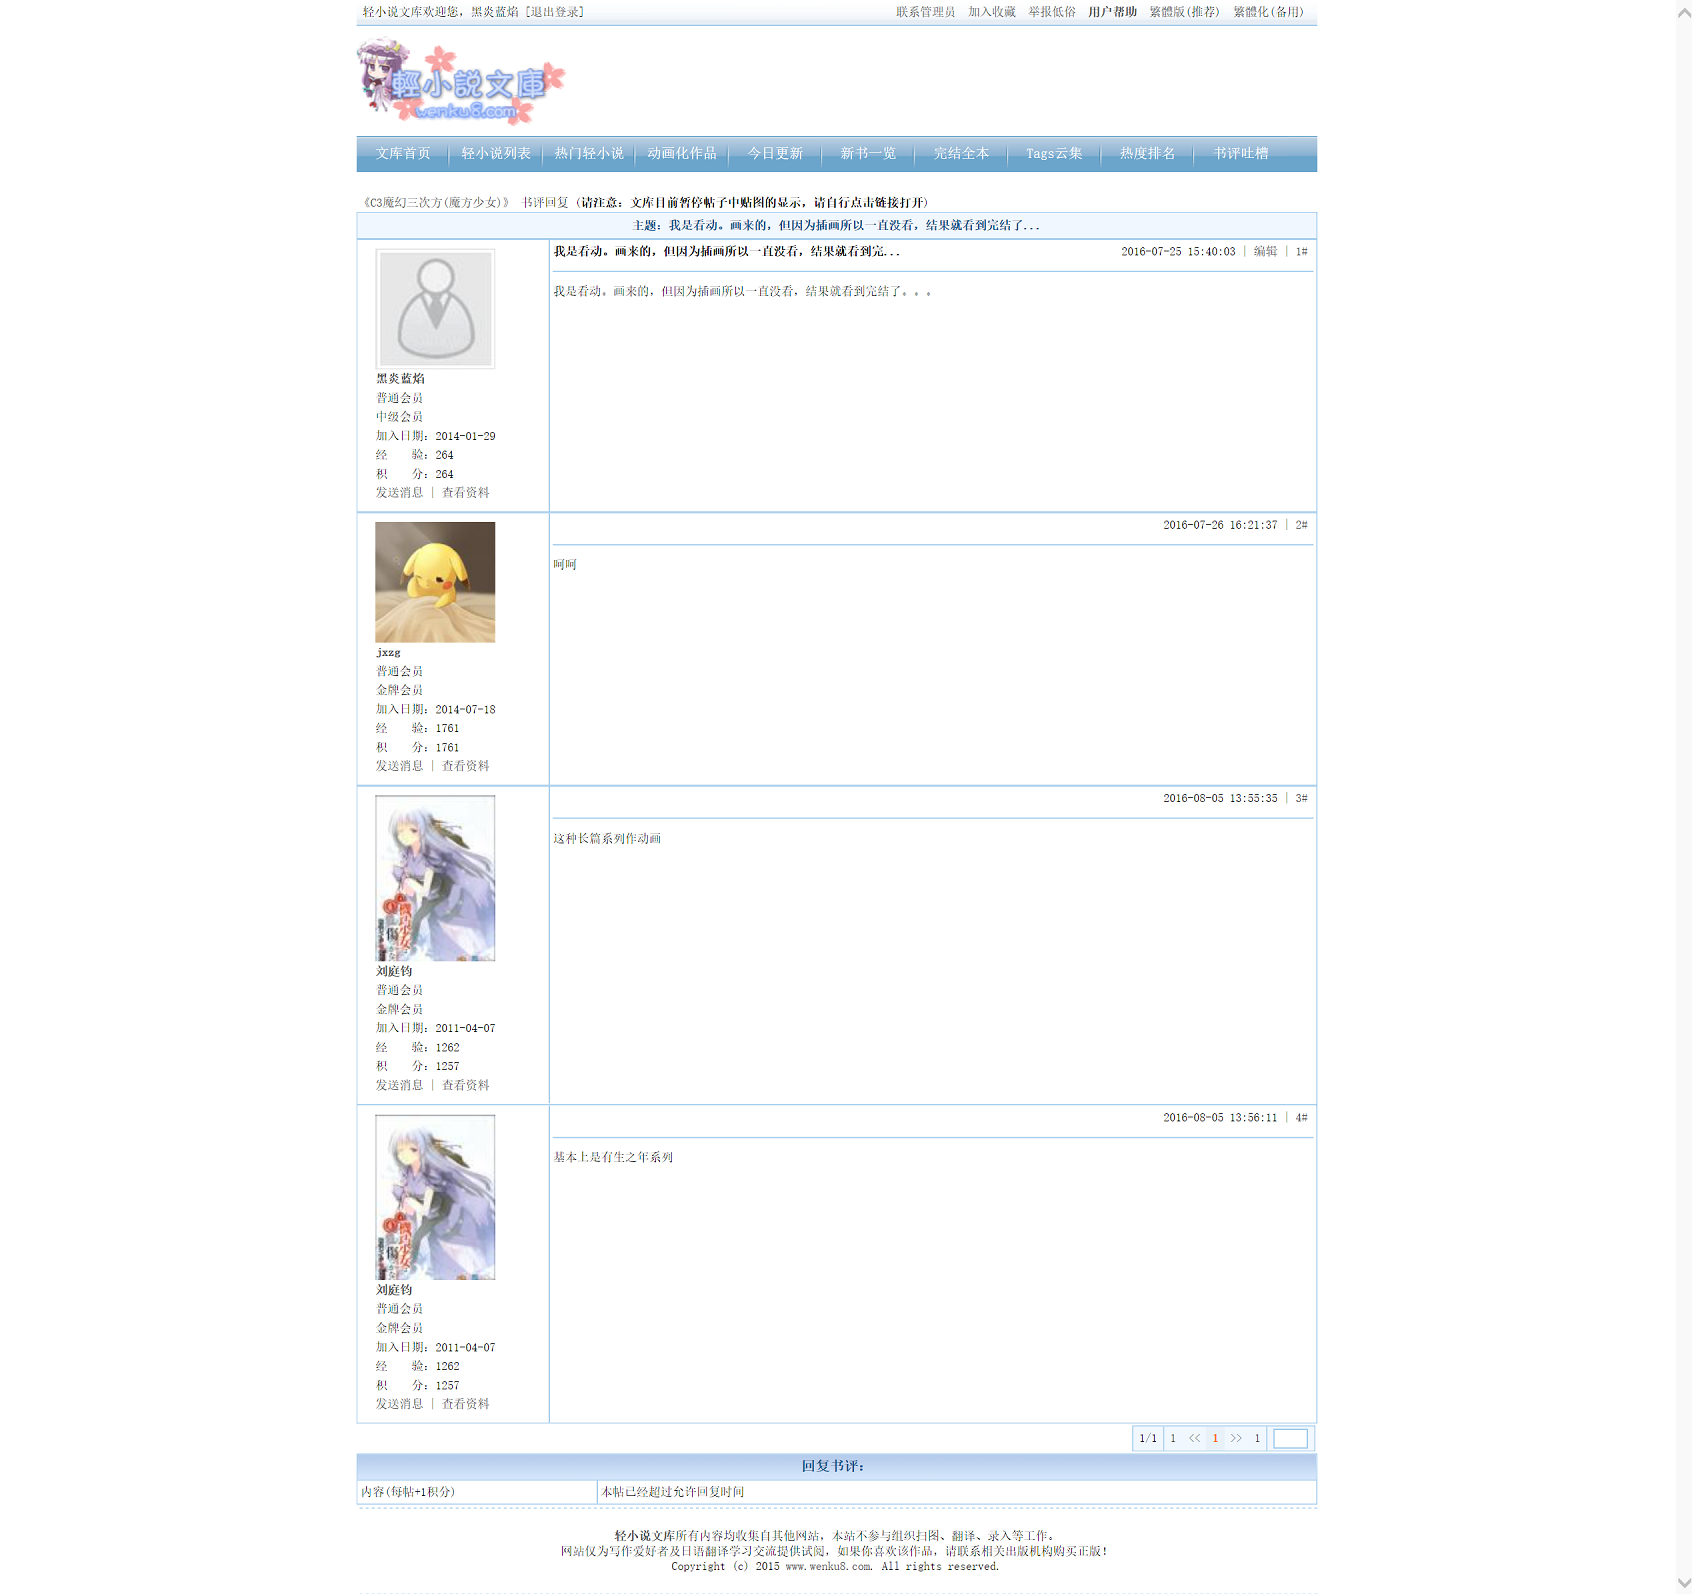 轻小说文库欢迎您，黑炎蓝焰 [退出登录]
联系管理员 加入收藏 举报低俗 用户帮助 繁體版(推荐) 繁體化(备用)
輕小説文庫
wenku8.com
文库首页 轻小说列表 热门轻小说 动画化作品 今日更新 新书一览 完结全本 Tags云集 热度排名 书评吐槽
《C3魔幻三次方(魔方少女)》 书评回复 (请注意：文库目前暂停帖子中贴图的显示，请自行点击链接打开)
主题：我是看动。画来的，但因为插画所以一直没看，结果就看到完结了...
我是看动。画来的，但因为插画所以一直没看，结果就看到完...
2016-07-25 15:40:03 | 编辑 | 1#
我是看动。画来的，但因为插画所以一直没看，结果就看到完结了。。。
黑炎蓝焰
普通会员
中级会员
加入日期：2014-01-29
经 验：264
积 分：264
发送消息 | 查看资料
2016-07-26 16:21:37 | 2#
呵呵
jxzg
普通会员
金牌会员
加入日期：2014-07-18
经 验：1761
积 分：1761
发送消息 | 查看资料
2016-08-05 13:55:35 | 3#
这种长篇系列作动画
刘庭钧
普通会员
金牌会员
加入日期：2011-04-07
经 验：1262
积 分：1257
发送消息 | 查看资料
2016-08-05 13:56:11 | 4#
基本上是有生之年系列
刘庭钧
普通会员
金牌会员
加入日期：2011-04-07
经 验：1262
积 分：1257
发送消息 | 查看资料
1/1 1 << 1 >> 1
回复书评：
内容(每帖+1积分)
本帖已经超过允许回复时间
轻小说文库所有内容均收集自其他网站，本站不参与组织扫图、翻译、录入等工作。
网站仅为写作爱好者及日语翻译学习交流提供试阅，如果你喜欢该作品，请联系相关出版机构购买正版！
Copyright (c) 2015 www.wenku8.com. All rights reserved.